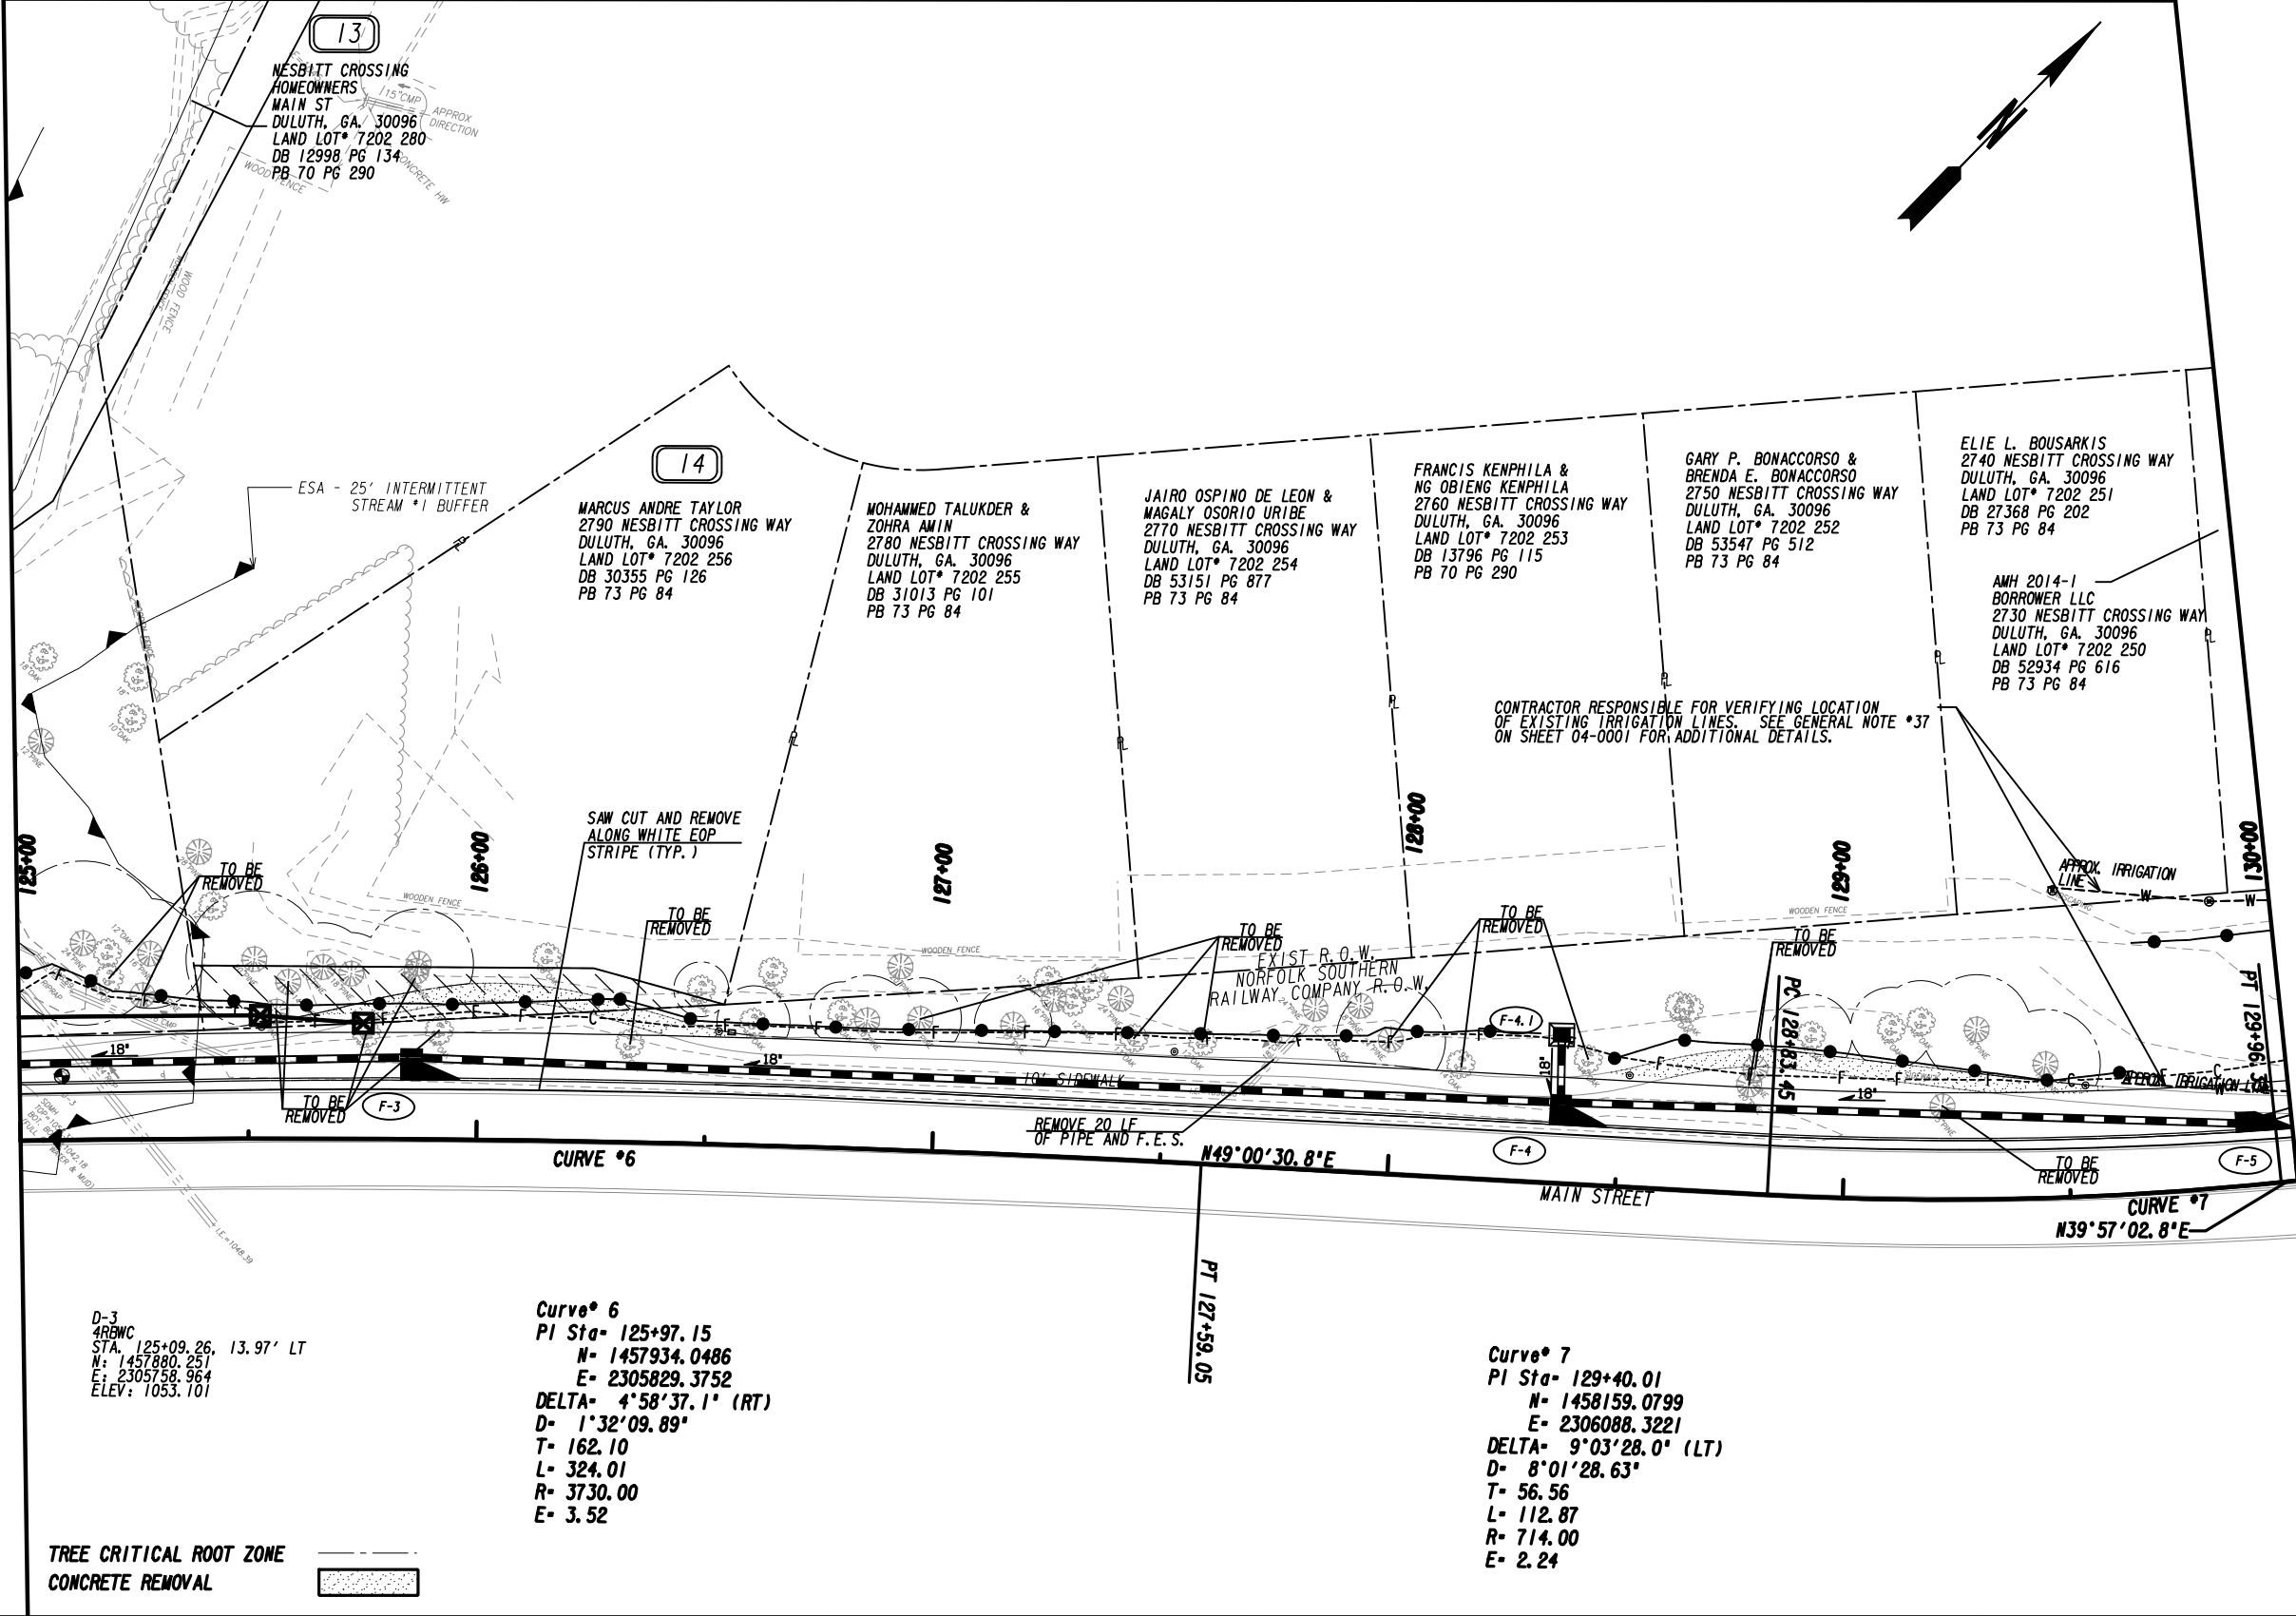 13
NESBITT CROSSING
HOMEOWNERS
MAIN ST
DULUTH, GA. 30096
LAND LOT# 7202 280
DB 12998 PG 134
PB 70 PG 290
15" CMP
APPROX
DIRECTION
CONCRETE HW
WOOD FENCE
WOOD FENCE
N
ESA - 25' INTERMITTENT
STREAM #1 BUFFER
14
MARCUS ANDRE TAYLOR
2790 NESBITT CROSSING WAY
DULUTH, GA. 30096
LAND LOT# 7202 256
DB 30355 PG 126
PB 73 PG 84
MOHAMMED TALUKDER &
ZOHRA AMIN
2780 NESBITT CROSSING WAY
DULUTH, GA. 30096
LAND LOT# 7202 255
DB 31013 PG 101
PB 73 PG 84
JAIRO OSPINO DE LEON &
MAGALY OSORIO URIBE
2770 NESBITT CROSSING WAY
DULUTH, GA. 30096
LAND LOT# 7202 254
DB 53151 PG 877
PB 73 PG 84
FRANCIS KENPHILA &
NG OBIENG KENPHILA
2760 NESBITT CROSSING WAY
DULUTH, GA. 30096
LAND LOT# 7202 253
DB 13796 PG 115
PB 70 PG 290
GARY P. BONACCORSO &
BRENDA E. BONACCORSO
2750 NESBITT CROSSING WAY
DULUTH, GA. 30096
LAND LOT# 7202 252
DB 53547 PG 512
PB 73 PG 84
ELIE L. BOUSARKIS
2740 NESBITT CROSSING WAY
DULUTH, GA. 30096
LAND LOT# 7202 251
DB 27368 PG 202
PB 73 PG 84
AMH 2014-1
BORROWER LLC
2730 NESBITT CROSSING WAY
DULUTH, GA. 30096
LAND LOT# 7202 250
DB 52934 PG 616
PB 73 PG 84
CONTRACTOR RESPONSIBLE FOR VERIFYING LOCATION
OF EXISTING IRRIGATION LINES. SEE GENERAL NOTE #37
ON SHEET 04-0001 FOR ADDITIONAL DETAILS.
SAW CUT AND REMOVE
ALONG WHITE EOP
STRIPE (TYP.)
125+00
126+00
127+00
128+00
129+00
130+00
18" OAK
18"
10" OAK
12" PINE
TO BE
REMOVED
WOODEN FENCE
TO BE
REMOVED
WOODEN FENCE
TO BE
REMOVED
TO BE
REMOVED
WOODEN FENCE
TO BE
REMOVED
APPROX. IRRIGATION
LINE
EXIST R.O.W.
NORFOLK SOUTHERN
RAILWAY COMPANY R.O.W.
F-4.1
PC 128+83.45
PT 129+96.31
APPROX. IRRIGATION LINE
18"
18"
18"
18"
10' SIDEWALK
TO BE
REMOVED
F-3
REMOVE 20 LF
OF PIPE AND F.E.S.
F-4
TO BE
REMOVED
F-5
CURVE #6
N49°00'30.8"E
MAIN STREET
CURVE #7
N39°57'02.8"E
I.E.=1048.39
PT 127+59.05
D-3
4RBWC
STA. 125+09.26, 13.97' LT
N: 1457880.251
E: 2305758.964
ELEV: 1053.101
Curve# 6
PI Sta= 125+97.15
N= 1457934.0486
E= 2305829.3752
DELTA= 4°58'37.1" (RT)
D= 1°32'09.89"
T= 162.10
L= 324.01
R= 3730.00
E= 3.52
Curve# 7
PI Sta= 129+40.01
N= 1458159.0799
E= 2306088.3221
DELTA= 9°03'28.0" (LT)
D= 8°01'28.63"
T= 56.56
L= 112.87
R= 714.00
E= 2.24
TREE CRITICAL ROOT ZONE
CONCRETE REMOVAL